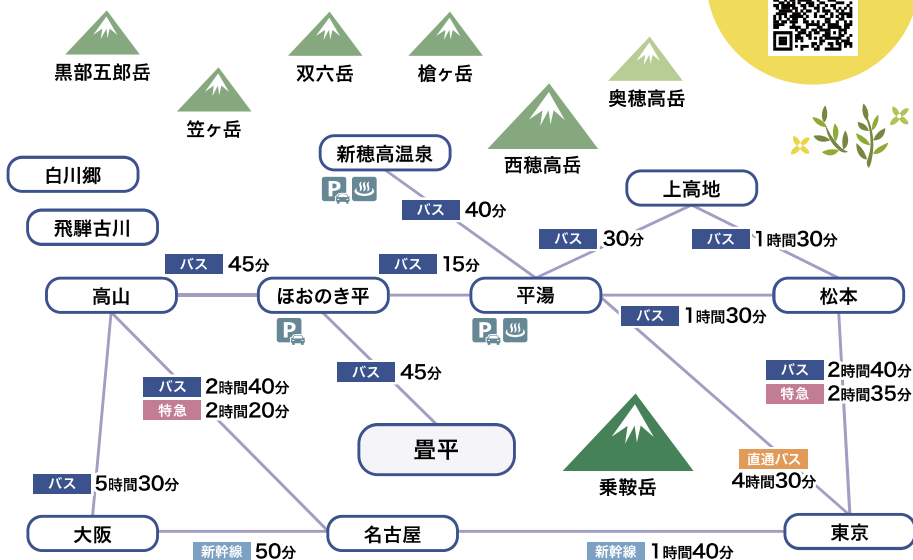 黒部五郎岳
双六岳
槍ヶ岳
奥穂高岳
笠ヶ岳
西穂高岳
新穂高温泉
白川郷
上高地
P
バス 40分
飛騨古川
バス 30分
バス 1時間30分
バス 45分
バス 15分
高山
ほおのき平
平湯
松本
バス 1時間30分
P
P
バス 45分
バス 2時間40分
特急 2時間20分
バス 2時間40分
特急 2時間35分
畳平
乗鞍岳
直通バス
4時間30分
バス 5時間30分
大阪
名古屋
東京
新幹線 50分
新幹線 1時間40分